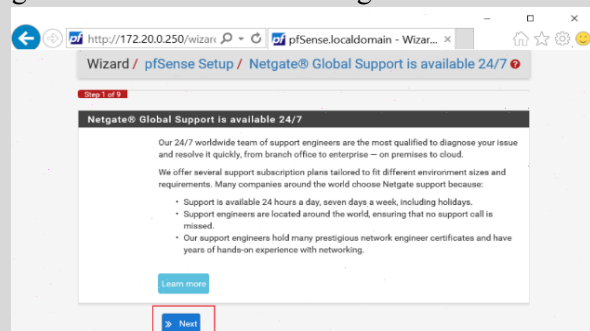 http://172.20.0.250/wizarc
pfSense.localdomain - Wizar...
Wizard / pfSense Setup / Netgate® Global Support is available 24/7
Step 1 of 9
Netgate® Global Support is available 24/7
Our 24/7 worldwide team of support engineers are the most qualified to diagnose your issue
and resolve it quickly, from branch office to enterprise — on premises to cloud.
We offer several support subscription plans tailored to fit different environment sizes and
requirements. Many companies around the world choose Netgate support because:
• Support is available 24 hours a day, seven days a week, including holidays.
• Support engineers are located around the world, ensuring that no support call is
missed.
• Our support engineers hold many prestigious network engineer certificates and have
years of hands-on experience with networking.
Learn more
» Next